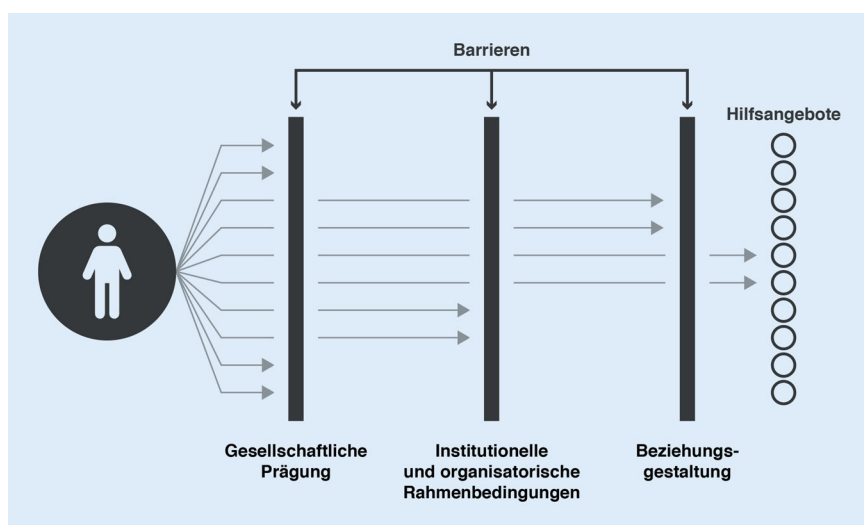 Barrieren
Hilfsangebote
Gesellschaftliche
Prägung
Institutionelle
und organisatorische
Rahmenbedingungen
Beziehungs-
gestaltung